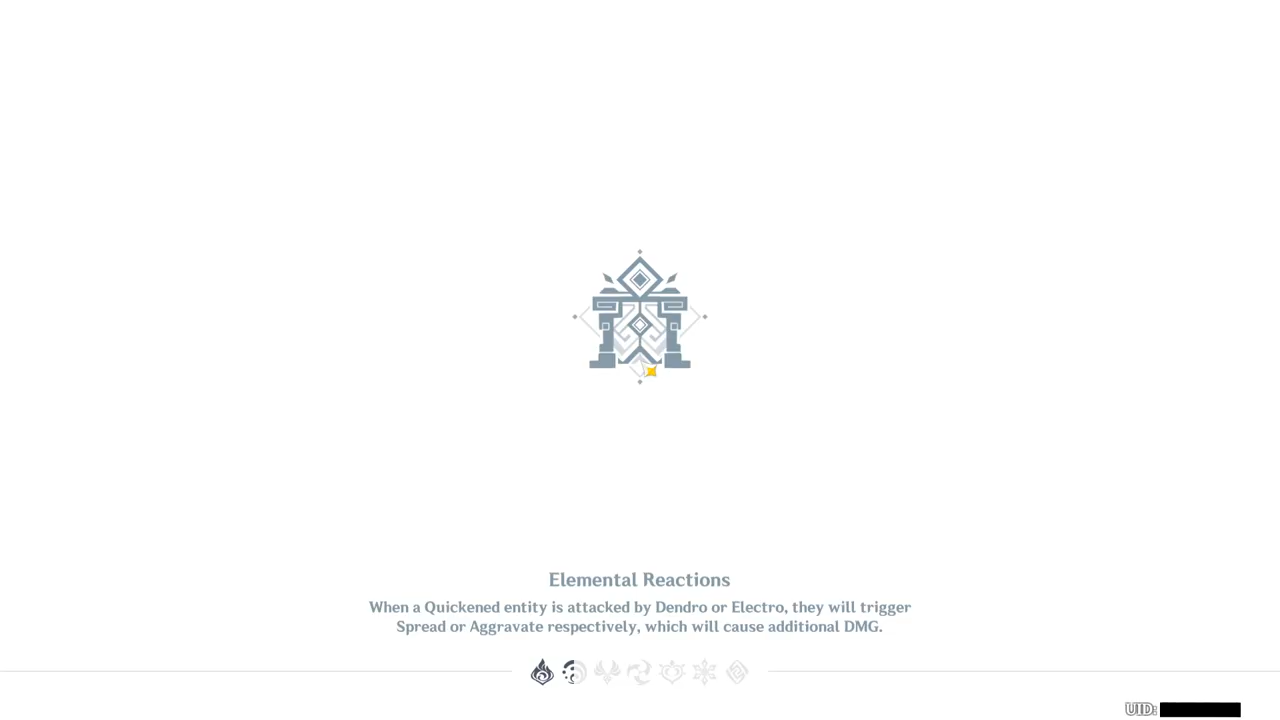 Elemental Reactions
When a Quickened entity is attacked by Dendro or Electro, they will trigger
Spread or Aggravate respectively, which will cause additional DMG.
UID: